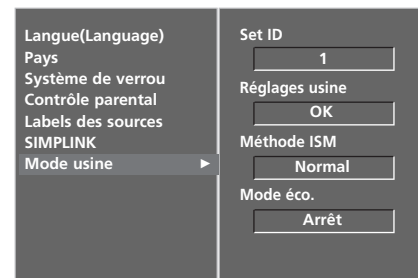 Langue(Language)
Pays
Système de verrou
Contrôle parental
Labels des sources
SIMPLINK
Mode usine ►
Set ID
1
Réglages usine
OK
Méthode ISM
Normal
Mode éco.
Arrêt